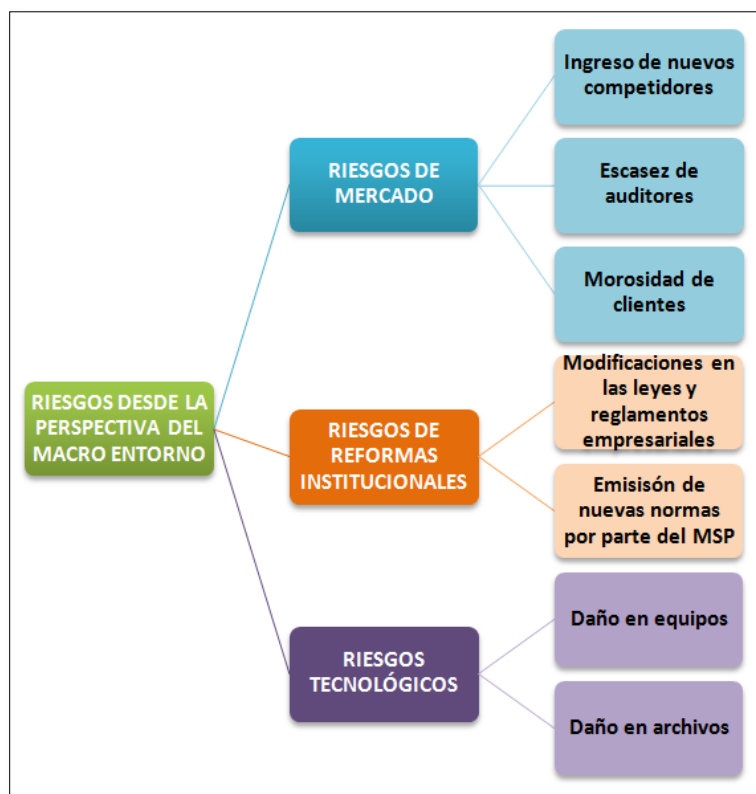 Ingreso de nuevos
competidores
RIESGOS DE
MERCADO
Escasez de
auditores
Morosidad de
clientes
RIESGOS DESDE LA
PERSPECTIVA DEL
MACRO ENTORNO
RIESGOS DE
REFORMAS
INSTITUCIONALES
Modificaciones en
las leyes y
reglamentos
empresariales
Emisisón de
nuevas normas
por parte del MSP
RIESGOS
TECNOLÓGICOS
Daño en equipos
Daño en archivos